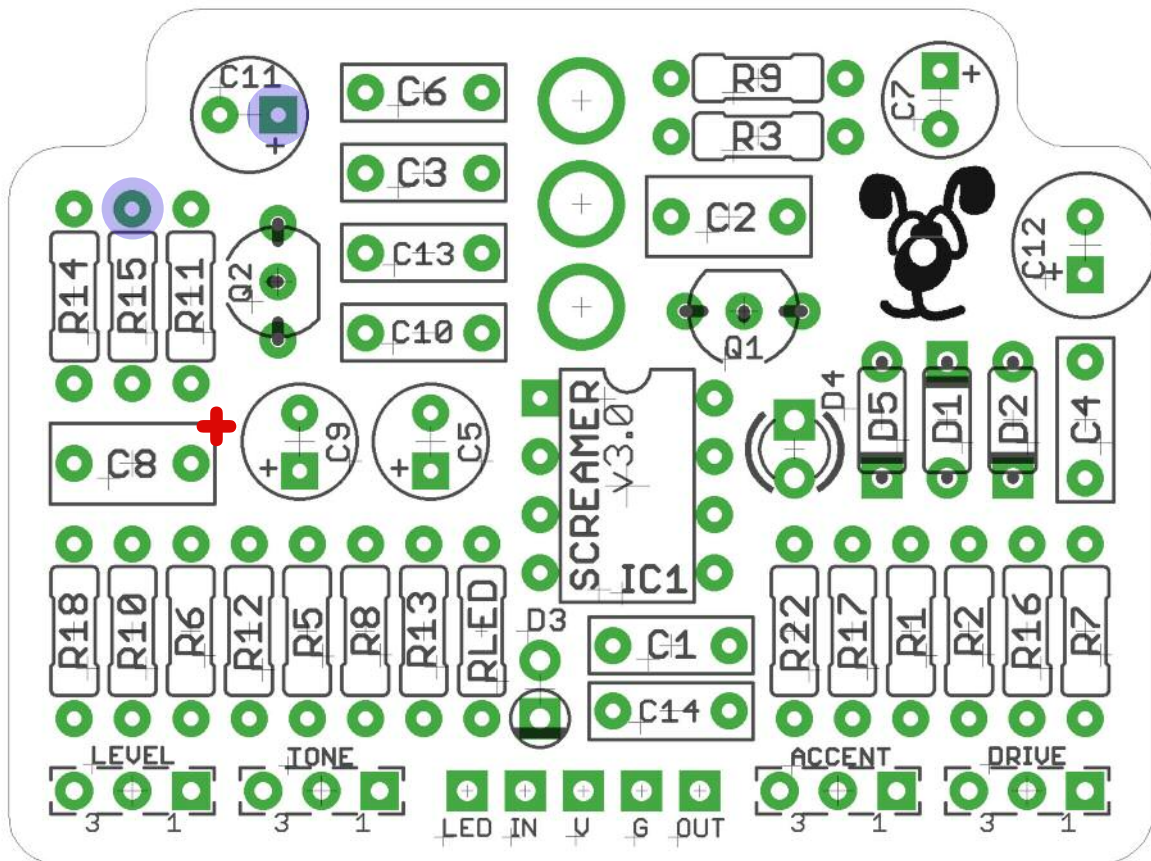 C11
+
C6
R9
C7
+
R3
C3
C2
C12
+
R14
R15
R11
Q2
C13
C10
Q1
D4
D5
D1
D2
C4
C8
C9
+
C5
+
SCREAMER
v3.0
IC1
R18
R10
R6
R12
R5
R8
R13
RLED
D3
C1
C14
R22
R17
R1
R2
R16
R7
LEVEL
TONE
ACCENT
DRIVE
3 1
3 1
LED IN V G OUT
3 1
3 1